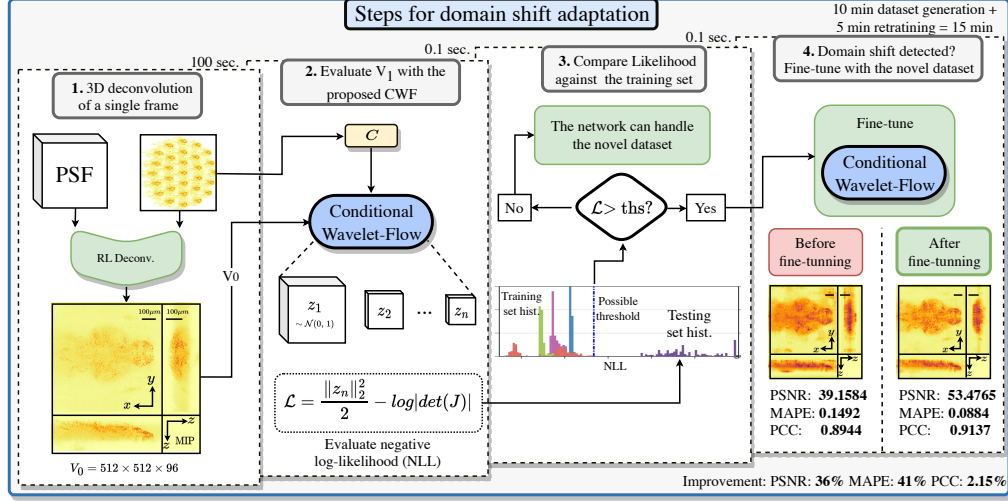 Steps for domain shift adaptation
10 min dataset generation +
5 min retratining = 15 min
100 sec.
1. 3D deconvolution
of a single frame
PSF
RL Deconv.
V0
100μm
100μm
y
x
z
z
MIP
V₀ = 512 × 512 × 96
0.1 sec.
2. Evaluate V₁ with the
proposed CWF
C
Conditional
Wavelet-Flow
z₁
~ 𝒩(0, 1)
z₂
...
zₙ
ℒ = ‖zₙ‖₂² / 2 − log|det(J)|
Evaluate negative
log-likelihood (NLL)
0.1 sec.
3. Compare Likelihood
against the training set
The network can handle
the novel dataset
No
ℒ> ths?
Yes
Training
set hist.
Possible
threshold
Testing
set hist.
NLL
4. Domain shift detected?
Fine-tune with the novel dataset
Fine-tune
Conditional
Wavelet-Flow
Before
fine-tunning
After
fine-tunning
y
x
z
z
y
x
z
z
PSNR: 39.1584
MAPE: 0.1492
PCC: 0.8944
PSNR: 53.4765
MAPE: 0.0884
PCC: 0.9137
Improvement: PSNR: 36% MAPE: 41% PCC: 2.15%